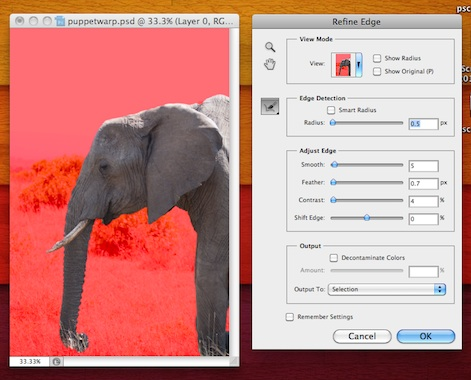 puppetwarp.psd @ 33.3% (Layer 0, RG...
33.33%
Refine Edge
View Mode
View:
Show Radius
Show Original (P)
Edge Detection
Smart Radius
Radius: 0.5 px
Adjust Edge
Smooth: 5
Feather: 0.7 px
Contrast: 4 %
Shift Edge: 0 %
Output
Decontaminate Colors
Amount: %
Output To: Selection
Remember Settings
Cancel OK
psc